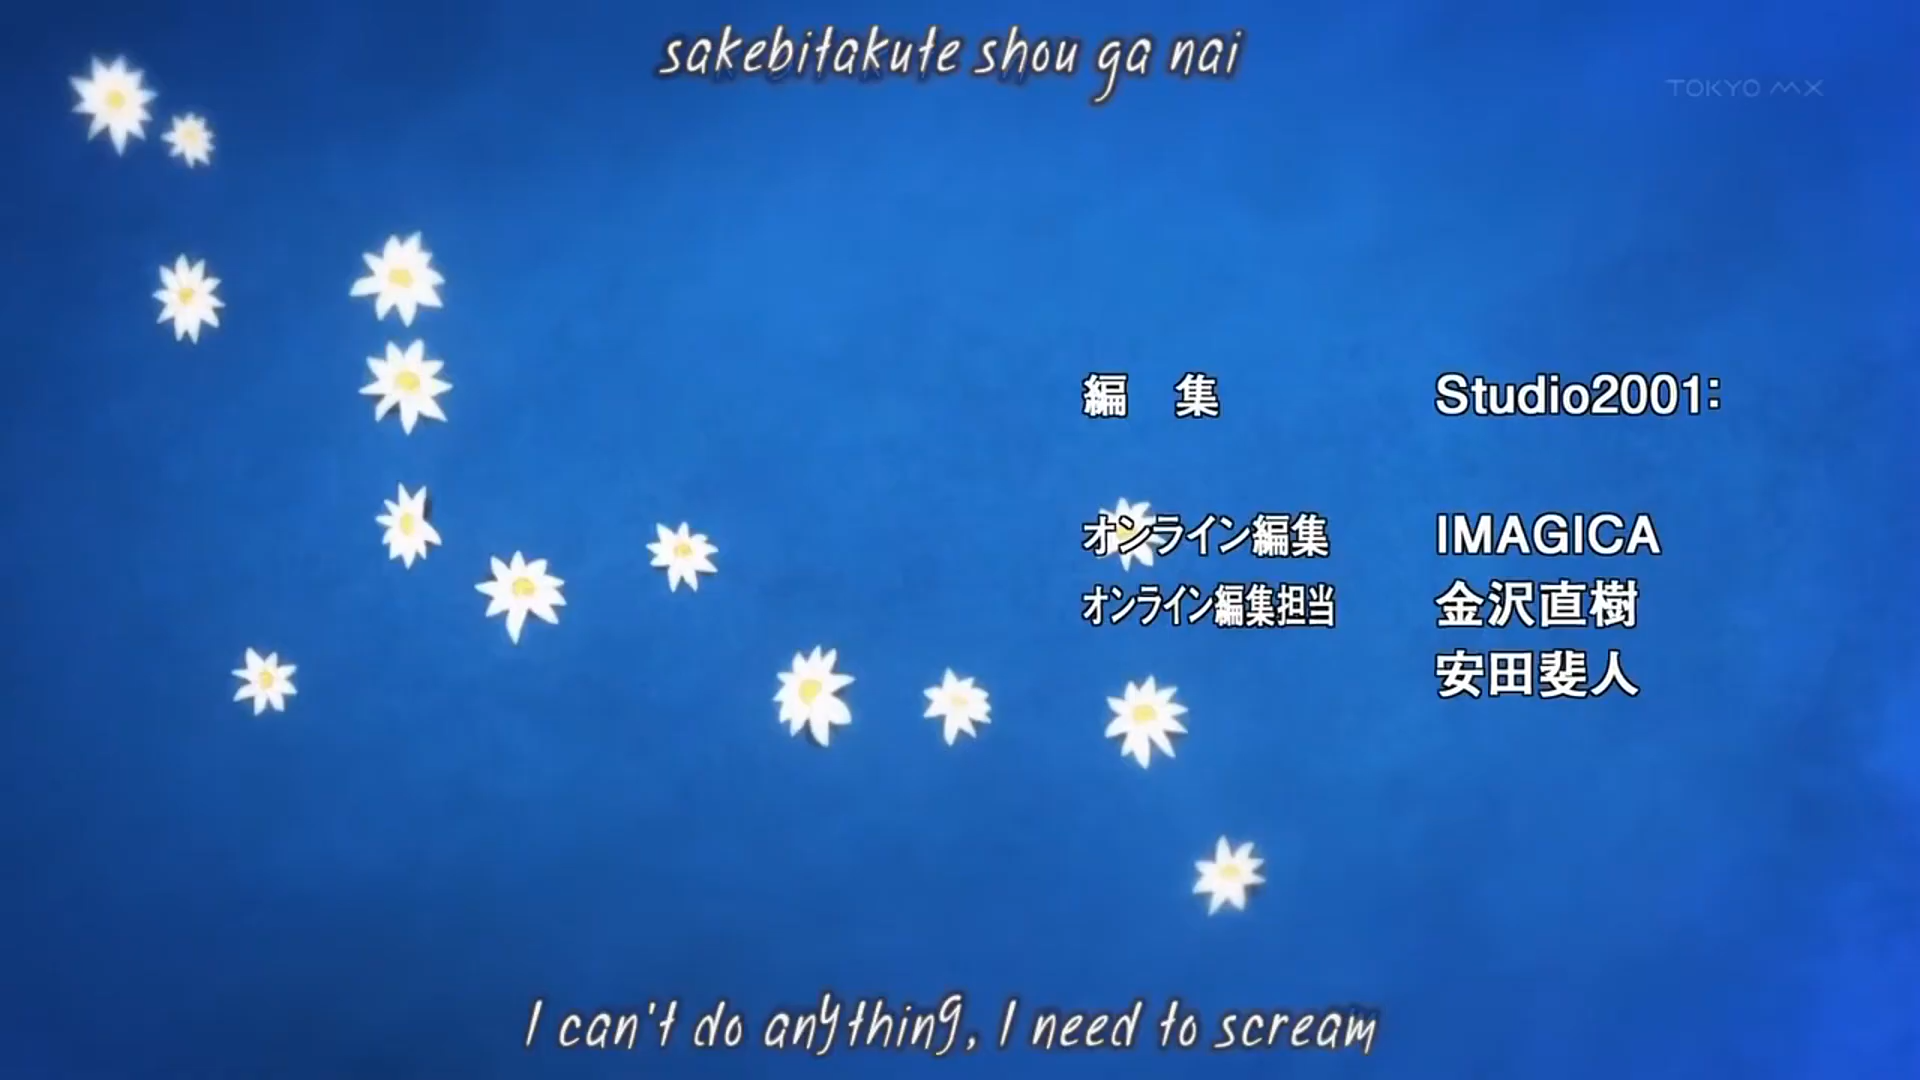 sakebitakute shou ga nai
TOKYO MX
編 集 Studio2001:
オンライン編集 IMAGICA
オンライン編集担当 金沢直樹
安田斐人
I can't do anything, I need to scream